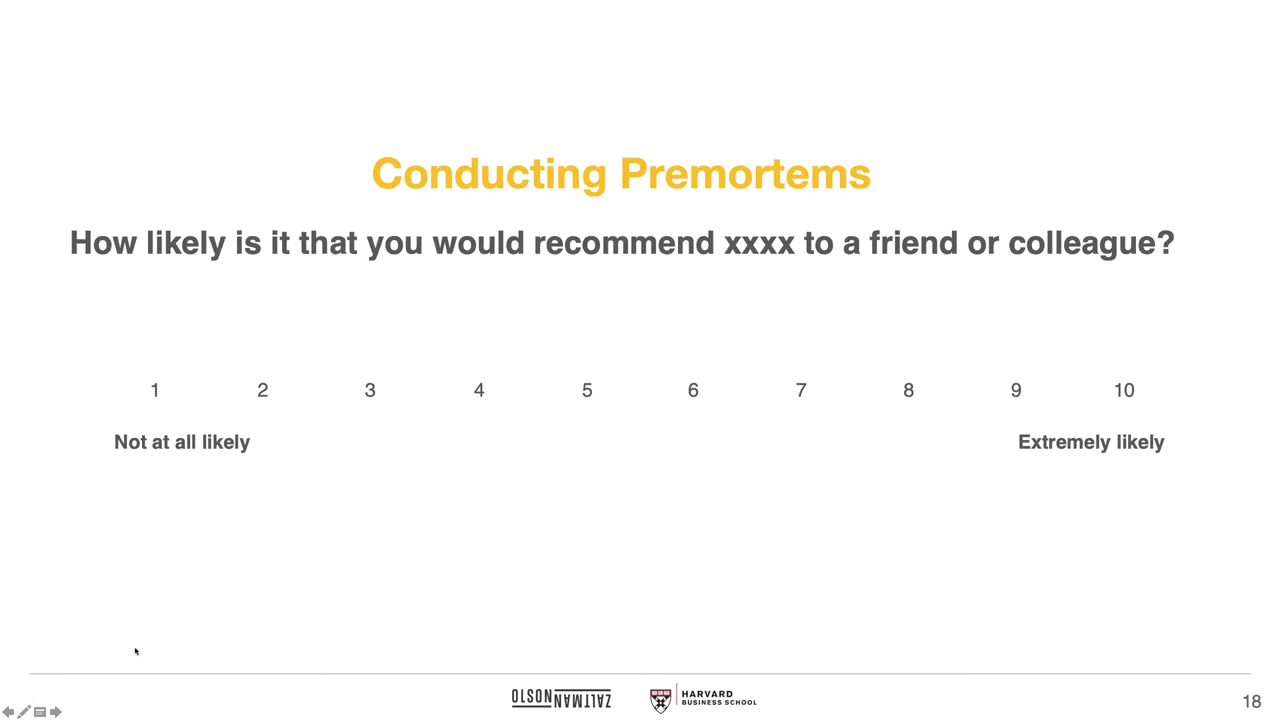 Conducting Premortems
How likely is it that you would recommend xxxx to a friend or colleague?
1 2 3 4 5 6 7 8 9 10
Not at all likely Extremely likely
OLSON ZALTMAN HARVARD BUSINESS SCHOOL 18